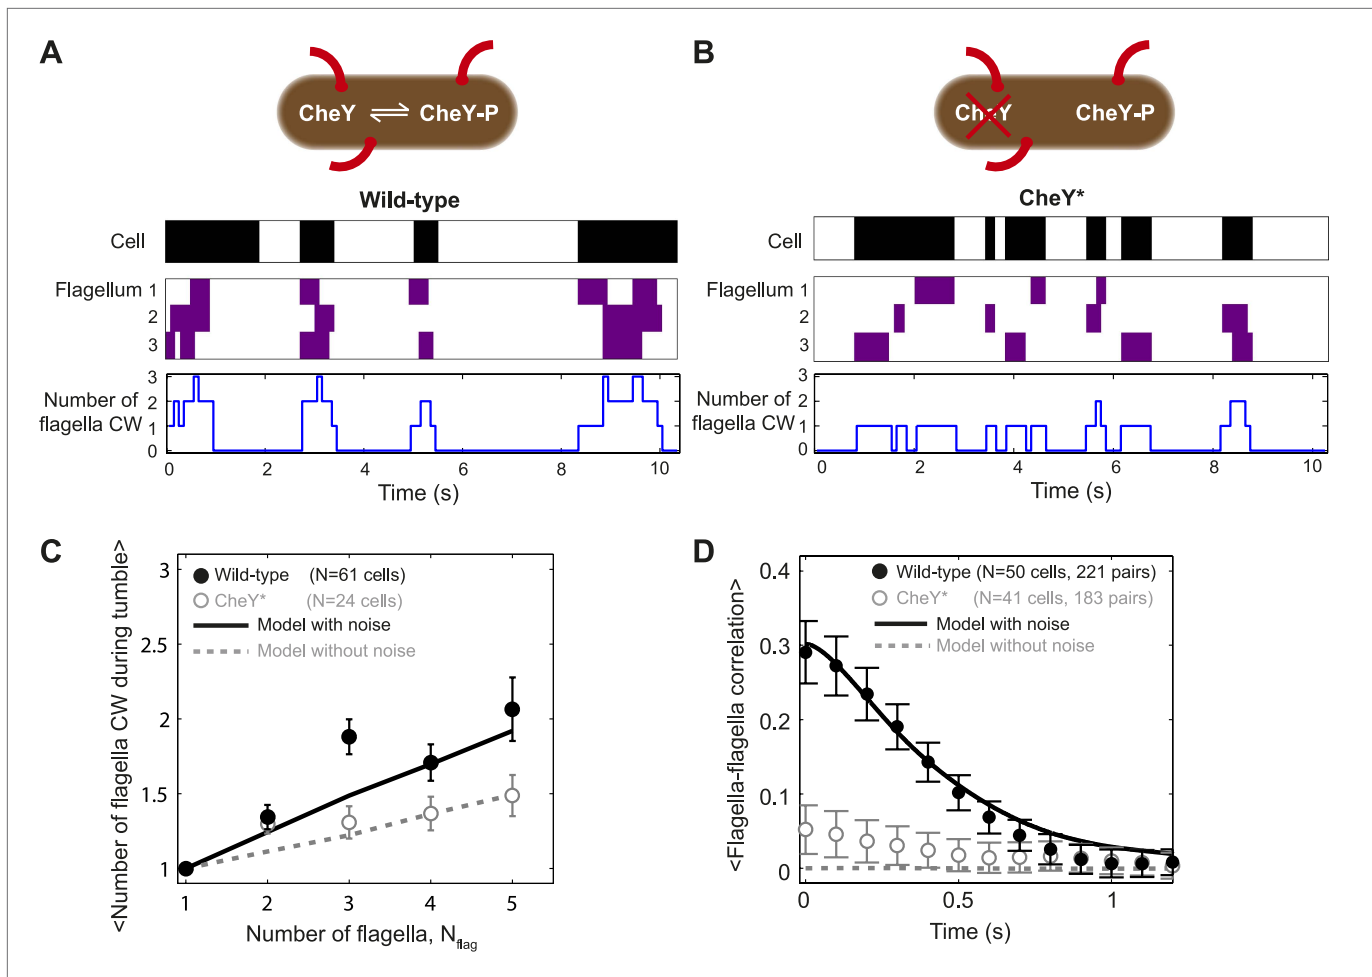 A
CheY ⇌ CheY-P
Wild-type
Cell
Flagellum 1
2
3
Number of
flagella CW
3
2
1
0
0 2 4 6 8 10
Time (s)
B
CheY CheY-P
CheY*
Cell
Flagellum 1
2
3
Number of
flagella CW
3
2
1
0
0 2 4 6 8 10
Time (s)
C
<Number of flagella CW during tumble>
3
2.5
2
1.5
1
Wild-type (N=61 cells)
CheY* (N=24 cells)
Model with noise
Model without noise
1 2 3 4 5
Number of flagella, Nflag
D
<Flagella-flagella correlation>
0.4
0.3
0.2
0.1
0
Wild-type (N=50 cells, 221 pairs)
CheY* (N=41 cells, 183 pairs)
Model with noise
Model without noise
0 0.5 1
Time (s)